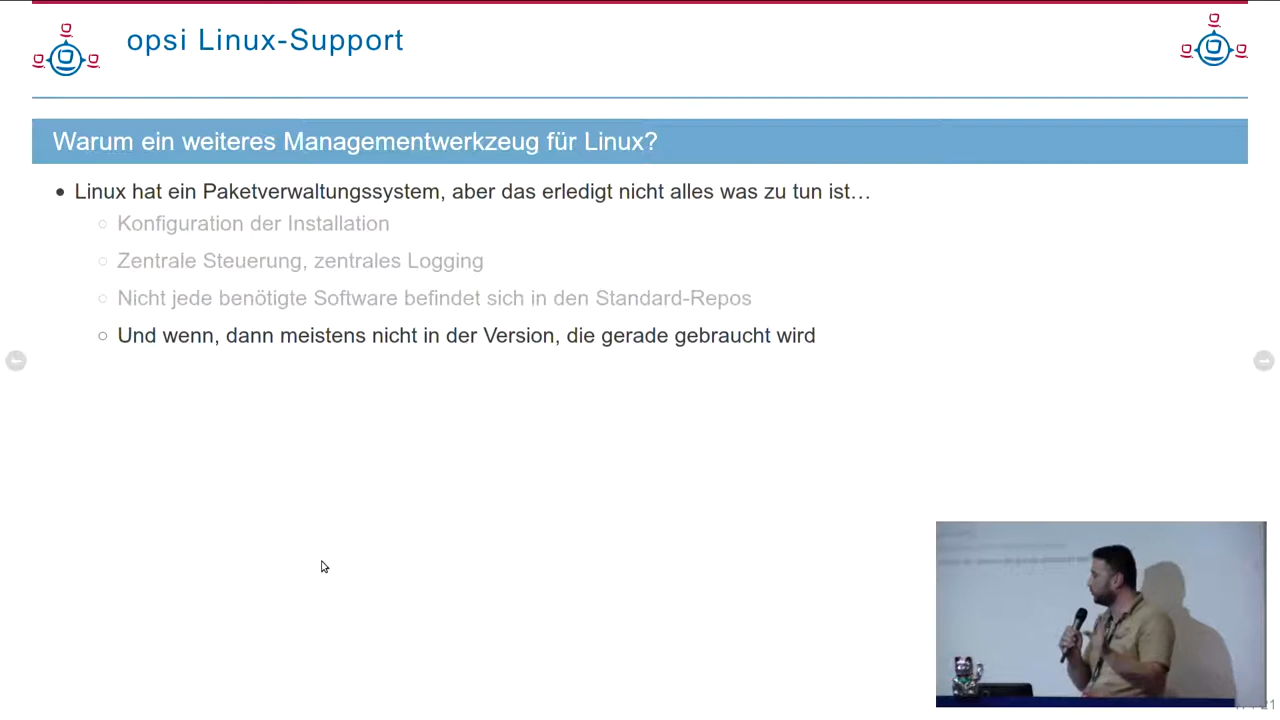 opsi Linux-Support
Warum ein weiteres Managementwerkzeug für Linux?
Linux hat ein Paketverwaltungssystem, aber das erledigt nicht alles was zu tun ist…
Konfiguration der Installation
Zentrale Steuerung, zentrales Logging
Nicht jede benötigte Software befindet sich in den Standard-Repos
Und wenn, dann meistens nicht in der Version, die gerade gebraucht wird